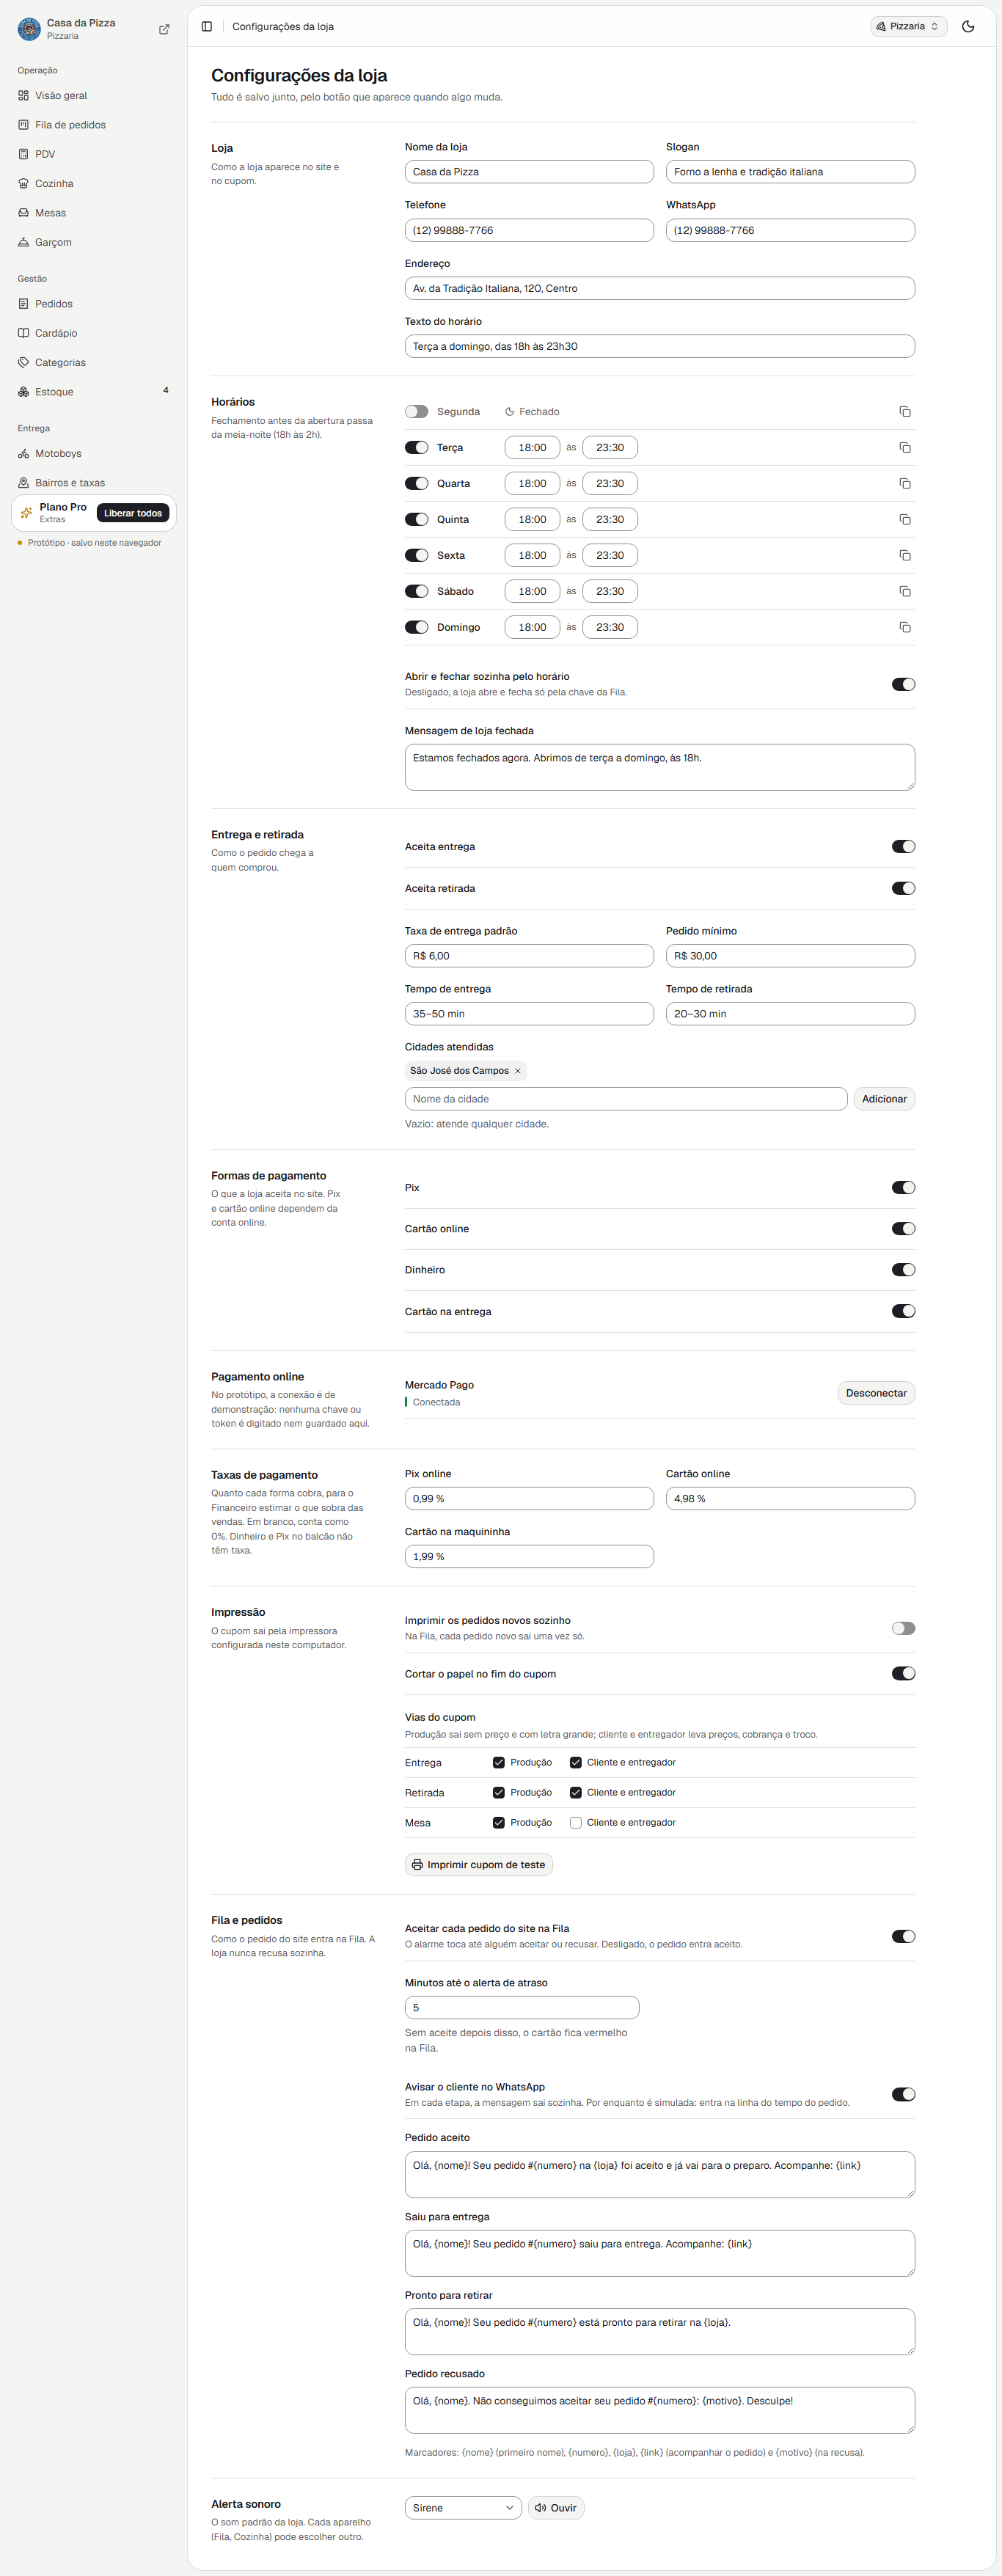 Casa da Pizza
Pizzaria
Operação
Visão geral
Fila de pedidos
PDV
Cozinha
Mesas
Garçom
Gestão
Pedidos
Cardápio
Categorias
Estoque 4
Entrega
Motoboys
Bairros e taxas
Plano Pro
Extras
Liberar todos
Protótipo · salvo neste navegador
Configurações da loja
Pizzaria
Configurações da loja
Tudo é salvo junto, pelo botão que aparece quando algo muda.
Loja
Como a loja aparece no site e
no cupom.
Nome da loja Slogan
Casa da Pizza Forno a lenha e tradição italiana
Telefone WhatsApp
(12) 99888-7766 (12) 99888-7766
Endereço
Av. da Tradição Italiana, 120, Centro
Texto do horário
Terça a domingo, das 18h às 23h30
Horários
Fechamento antes da abertura passa
da meia-noite (18h às 2h).
Segunda Fechado
Terça 18:00 às 23:30
Quarta 18:00 às 23:30
Quinta 18:00 às 23:30
Sexta 18:00 às 23:30
Sábado 18:00 às 23:30
Domingo 18:00 às 23:30
Abrir e fechar sozinha pelo horário
Desligado, a loja abre e fecha só pela chave da Fila.
Mensagem de loja fechada
Estamos fechados agora. Abrimos de terça a domingo, às 18h.
Entrega e retirada
Como o pedido chega a
quem comprou.
Aceita entrega
Aceita retirada
Taxa de entrega padrão Pedido mínimo
R$ 6,00 R$ 30,00
Tempo de entrega Tempo de retirada
35–50 min 20–30 min
Cidades atendidas
São José dos Campos ×
Nome da cidade Adicionar
Vazio: atende qualquer cidade.
Formas de pagamento
O que a loja aceita no site. Pix
e cartão online dependem da
conta online.
Pix
Cartão online
Dinheiro
Cartão na entrega
Pagamento online
No protótipo, a conexão é de
demonstração: nenhuma chave ou
token é digitado nem guardado aqui.
Mercado Pago
Conectada
Desconectar
Taxas de pagamento
Quanto cada forma cobra, para o
Financeiro estimar o que sobra das
vendas. Em branco, conta como
0%. Dinheiro e Pix no balcão não
têm taxa.
Pix online Cartão online
0,99 % 4,98 %
Cartão na maquininha
1,99 %
Impressão
O cupom sai pela impressora
configurada neste computador.
Imprimir os pedidos novos sozinho
Na Fila, cada pedido novo sai uma vez só.
Cortar o papel no fim do cupom
Vias do cupom
Produção sai sem preço e com letra grande; cliente e entregador leva preços, cobrança e troco.
Entrega Produção Cliente e entregador
Retirada Produção Cliente e entregador
Mesa Produção Cliente e entregador
Imprimir cupom de teste
Fila e pedidos
Como o pedido do site entra na Fila. A
loja nunca recusa sozinha.
Aceitar cada pedido do site na Fila
O alarme toca até alguém aceitar ou recusar. Desligado, o pedido entra aceito.
Minutos até o alerta de atraso
5
Sem aceite depois disso, o cartão fica vermelho
na Fila.
Avisar o cliente no WhatsApp
Em cada etapa, a mensagem sai sozinha. Por enquanto é simulada: entra na linha do tempo do pedido.
Pedido aceito
Olá, {nome}! Seu pedido #{numero} na {loja} foi aceito e já vai para o preparo. Acompanhe: {link}
Saiu para entrega
Olá, {nome}! Seu pedido #{numero} saiu para entrega. Acompanhe: {link}
Pronto para retirar
Olá, {nome}! Seu pedido #{numero} está pronto para retirar na {loja}.
Pedido recusado
Olá, {nome}. Não conseguimos aceitar seu pedido #{numero}: {motivo}. Desculpe!
Marcadores: {nome} (primeiro nome), {numero}, {loja}, {link} (acompanhar o pedido) e {motivo} (na recusa).
Alerta sonoro
O som padrão da loja. Cada aparelho
(Fila, Cozinha) pode escolher outro.
Sirene Ouvir